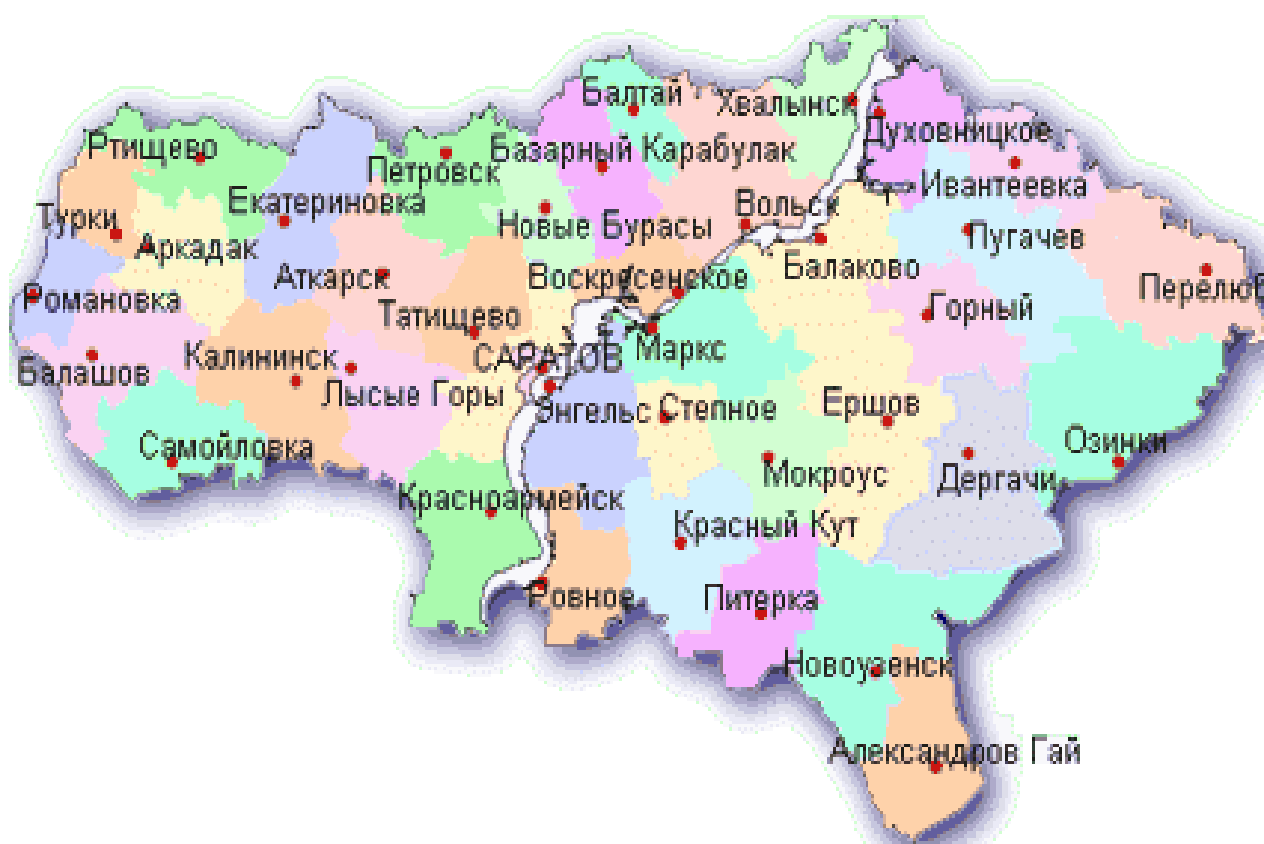 Балтай
Хвалынск
Духовницкое
Ртищево
Петровск
Базарный Карабулак
Ивантеевка
Екатериновка
Турки
Новые Бурасы
Вольск
Пугачев
Аркадак
Аткарск
Воскресенское
Балаково
Перелюб
Романовка
Горный
Татищево
САРАТОВ
Маркс
Калининск
Балашов
Лысые Горы
Энгельс
Степное
Ершов
Самойловка
Озинки
Мокроус
Дергачи
Красноармейск
Красный Кут
Ровное
Питерка
Новоузенск
Александров Гай